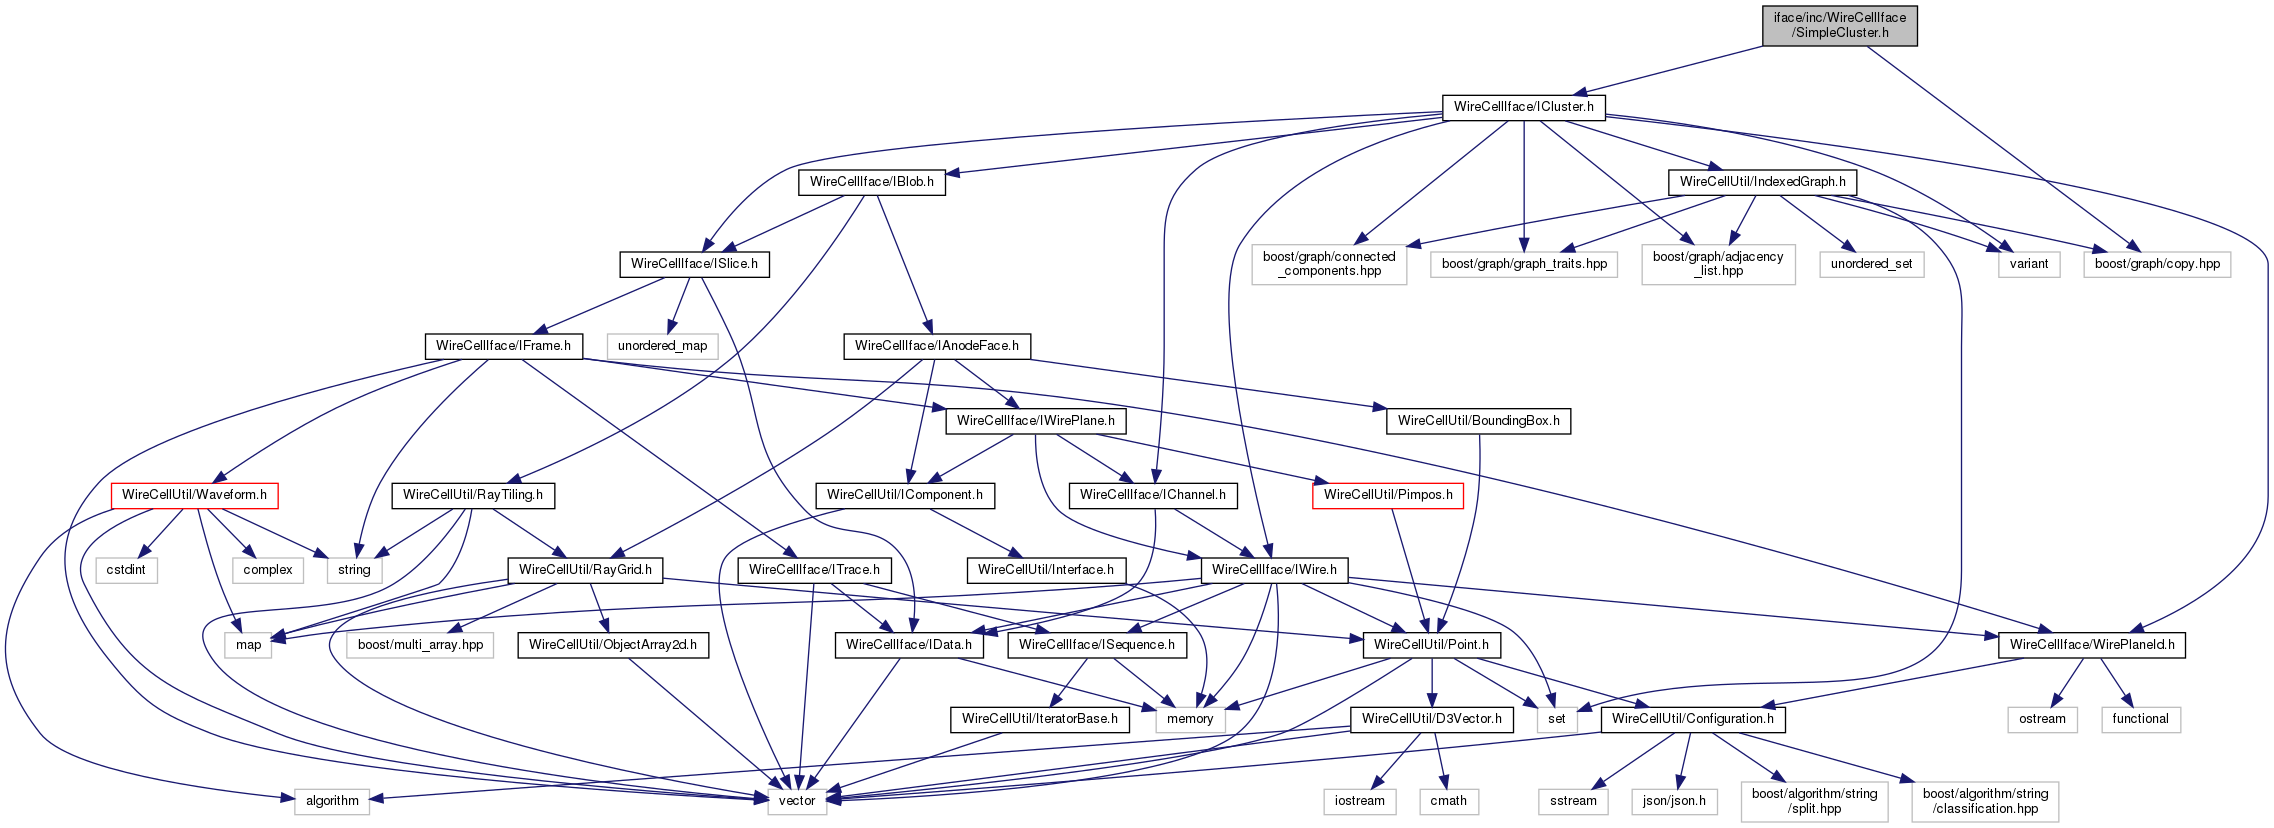 iface/inc/WireCellIface
/SimpleCluster.h
WireCellIface/ICluster.h
WireCellIface/IBlob.h
WireCellUtil/IndexedGraph.h
WireCellIface/ISlice.h
boost/graph/connected
_components.hpp
boost/graph/graph_traits.hpp
boost/graph/adjacency
_list.hpp
unordered_set
variant
boost/graph/copy.hpp
WireCellIface/IFrame.h
unordered_map
WireCellIface/IAnodeFace.h
WireCellIface/IWirePlane.h
WireCellUtil/BoundingBox.h
WireCellUtil/Waveform.h
WireCellUtil/RayTiling.h
WireCellUtil/IComponent.h
WireCellIface/IChannel.h
WireCellUtil/Pimpos.h
cstdint
complex
string
WireCellUtil/RayGrid.h
WireCellIface/ITrace.h
WireCellUtil/Interface.h
WireCellIface/IWire.h
map
boost/multi_array.hpp
WireCellUtil/ObjectArray2d.h
WireCellIface/IData.h
WireCellIface/ISequence.h
WireCellUtil/Point.h
WireCellIface/WirePlaneId.h
WireCellUtil/IteratorBase.h
memory
WireCellUtil/D3Vector.h
set
WireCellUtil/Configuration.h
ostream
functional
algorithm
vector
iostream
cmath
sstream
json/json.h
boost/algorithm/string
/split.hpp
boost/algorithm/string
/classification.hpp